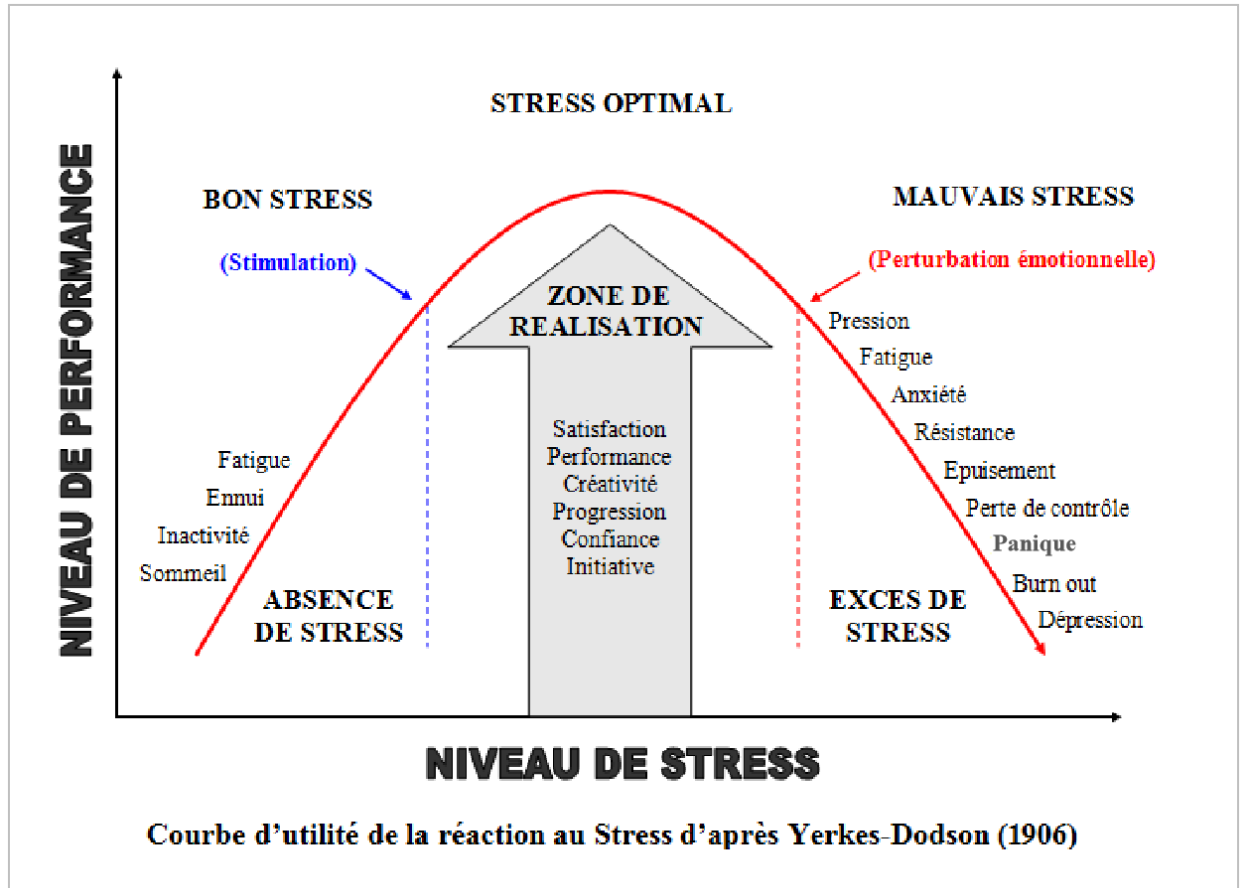 STRESS OPTIMAL
BON STRESS
MAUVAIS STRESS
(Stimulation)
(Perturbation émotionnelle)
NIVEAU DE PERFORMANCE
ZONE DE
REALISATION
Satisfaction
Performance
Créativité
Progression
Confiance
Initiative
Fatigue
Ennui
Inactivité
Sommeil
ABSENCE
DE STRESS
Pression
Fatigue
Anxiété
Résistance
Epuisement
Perte de contrôle
Panique
Burn out
Dépression
EXCES DE
STRESS
NIVEAU DE STRESS
Courbe d’utilité de la réaction au Stress d’après Yerkes-Dodson (1906)